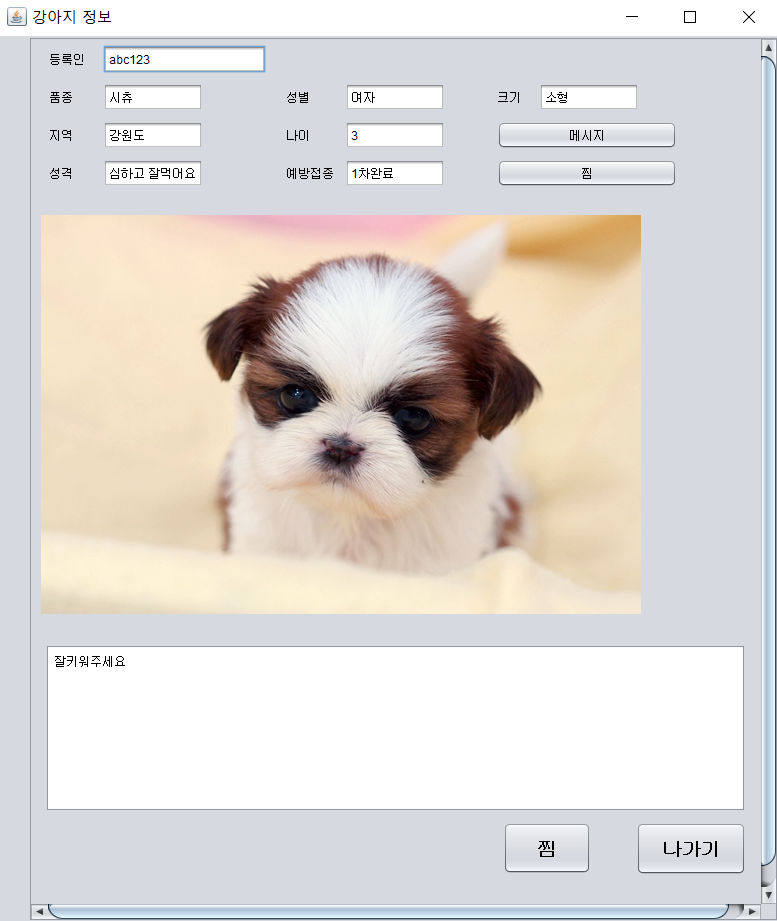 강아지 정보
등록인 abc123
품종 시츄 성별 여자 크기 소형
지역 강원도 나이 3 메시지
성격 심하고 잘먹어요 예방접종 1차완료 찜
잘키워주세요
찜 나가기